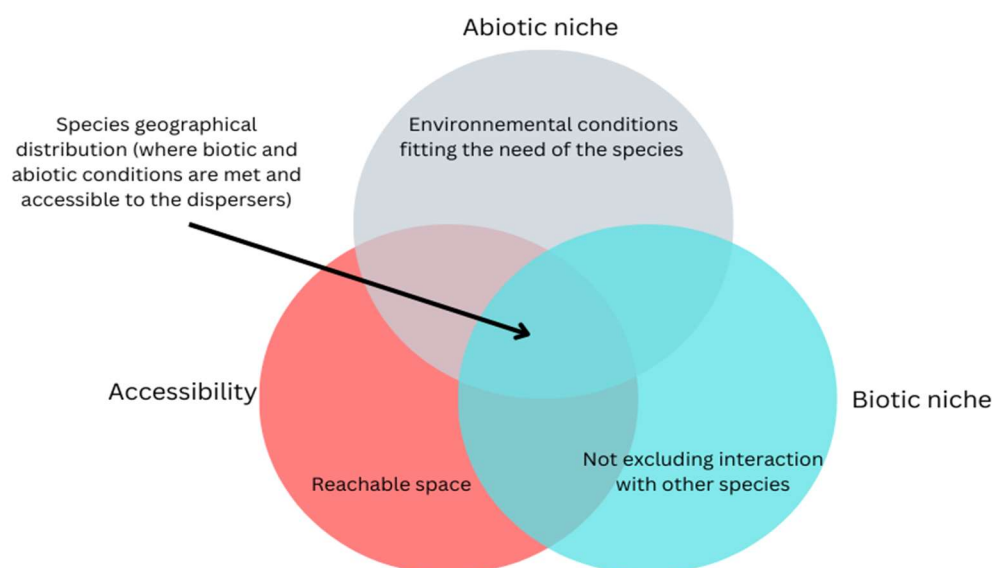 Abiotic niche
Species geographical
distribution (where biotic and
abiotic conditions are met and
accessible to the dispersers)
Environnemental conditions
fitting the need of the species
Accessibility
Biotic niche
Reachable space
Not excluding interaction
with other species